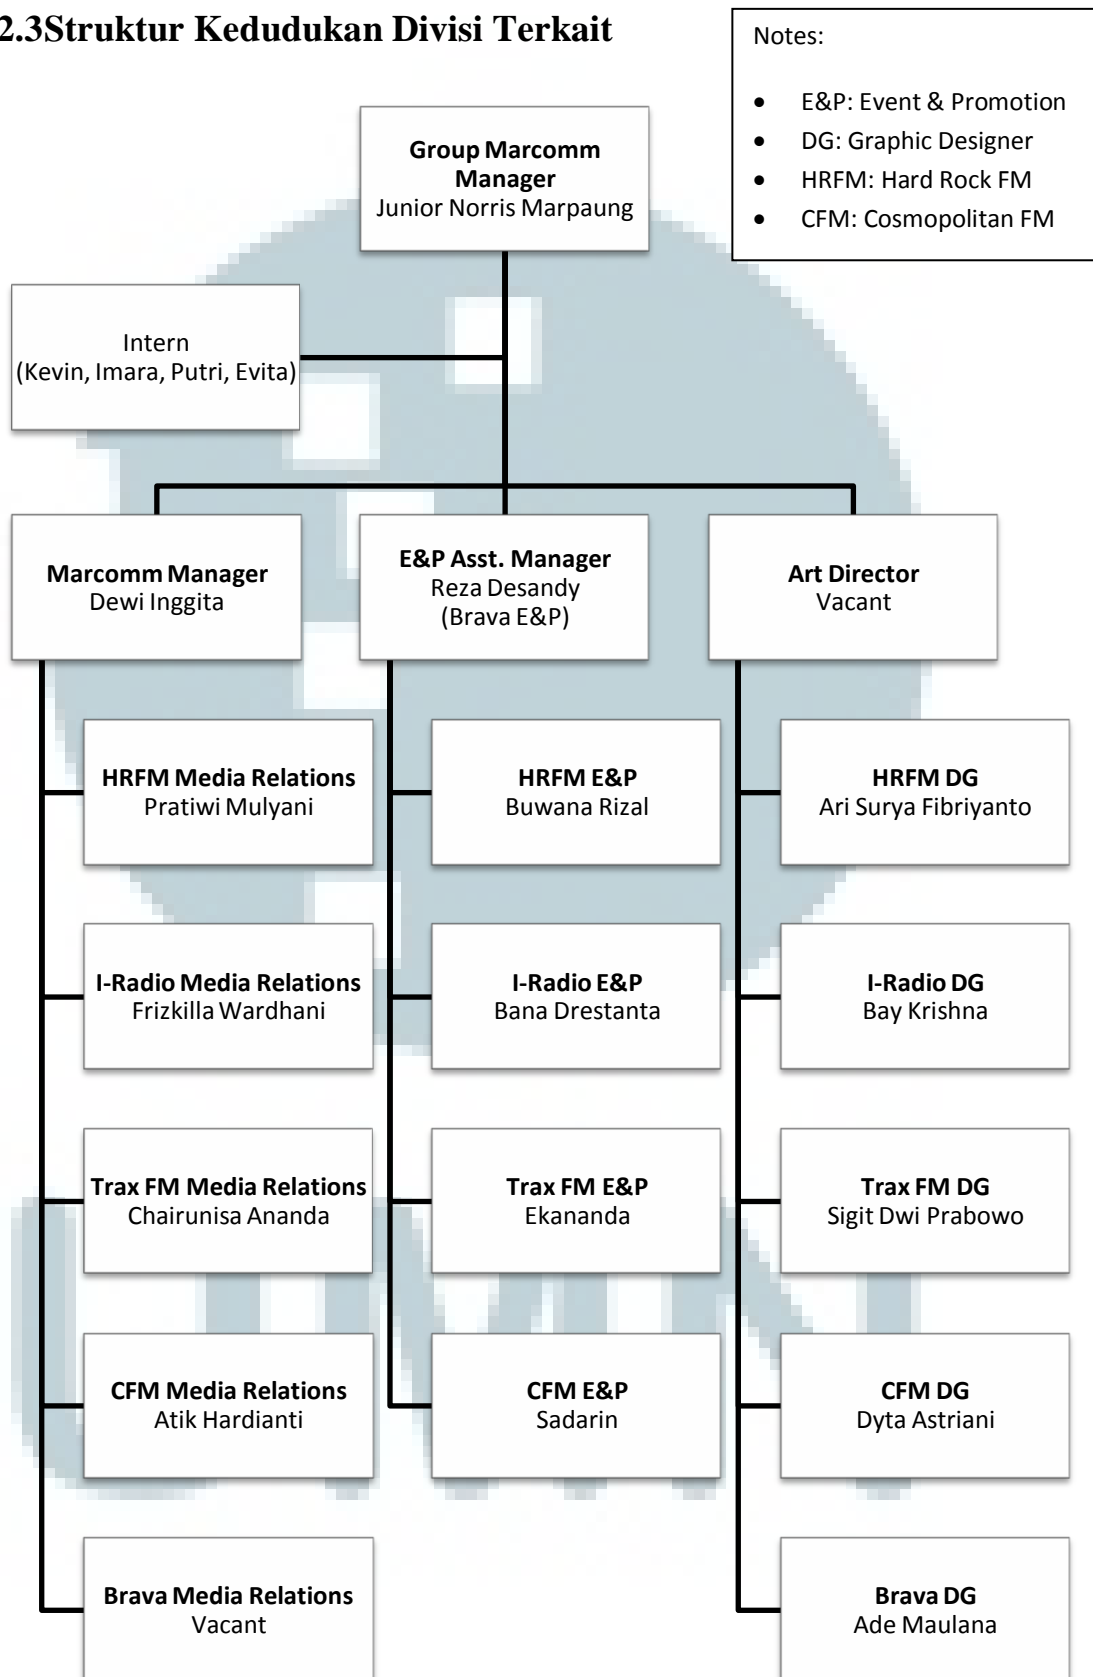 2.3Struktur Kedudukan Divisi Terkait
Notes:
• E&P: Event & Promotion
• DG: Graphic Designer
• HRFM: Hard Rock FM
• CFM: Cosmopolitan FM
Group Marcomm
Manager
Junior Norris Marpaung
Intern
(Kevin, Imara, Putri, Evita)
Marcomm Manager
Dewi Inggita
E&P Asst. Manager
Reza Desandy
(Brava E&P)
Art Director
Vacant
HRFM Media Relations
Pratiwi Mulyani
HRFM E&P
Buwana Rizal
HRFM DG
Ari Surya Fibriyanto
I-Radio Media Relations
Frizkilla Wardhani
I-Radio E&P
Bana Drestanta
I-Radio DG
Bay Krishna
Trax FM Media Relations
Chairunisa Ananda
Trax FM E&P
Ekananda
Trax FM DG
Sigit Dwi Prabowo
CFM Media Relations
Atik Hardianti
CFM E&P
Sadarin
CFM DG
Dyta Astriani
Brava Media Relations
Vacant
Brava DG
Ade Maulana
UMN